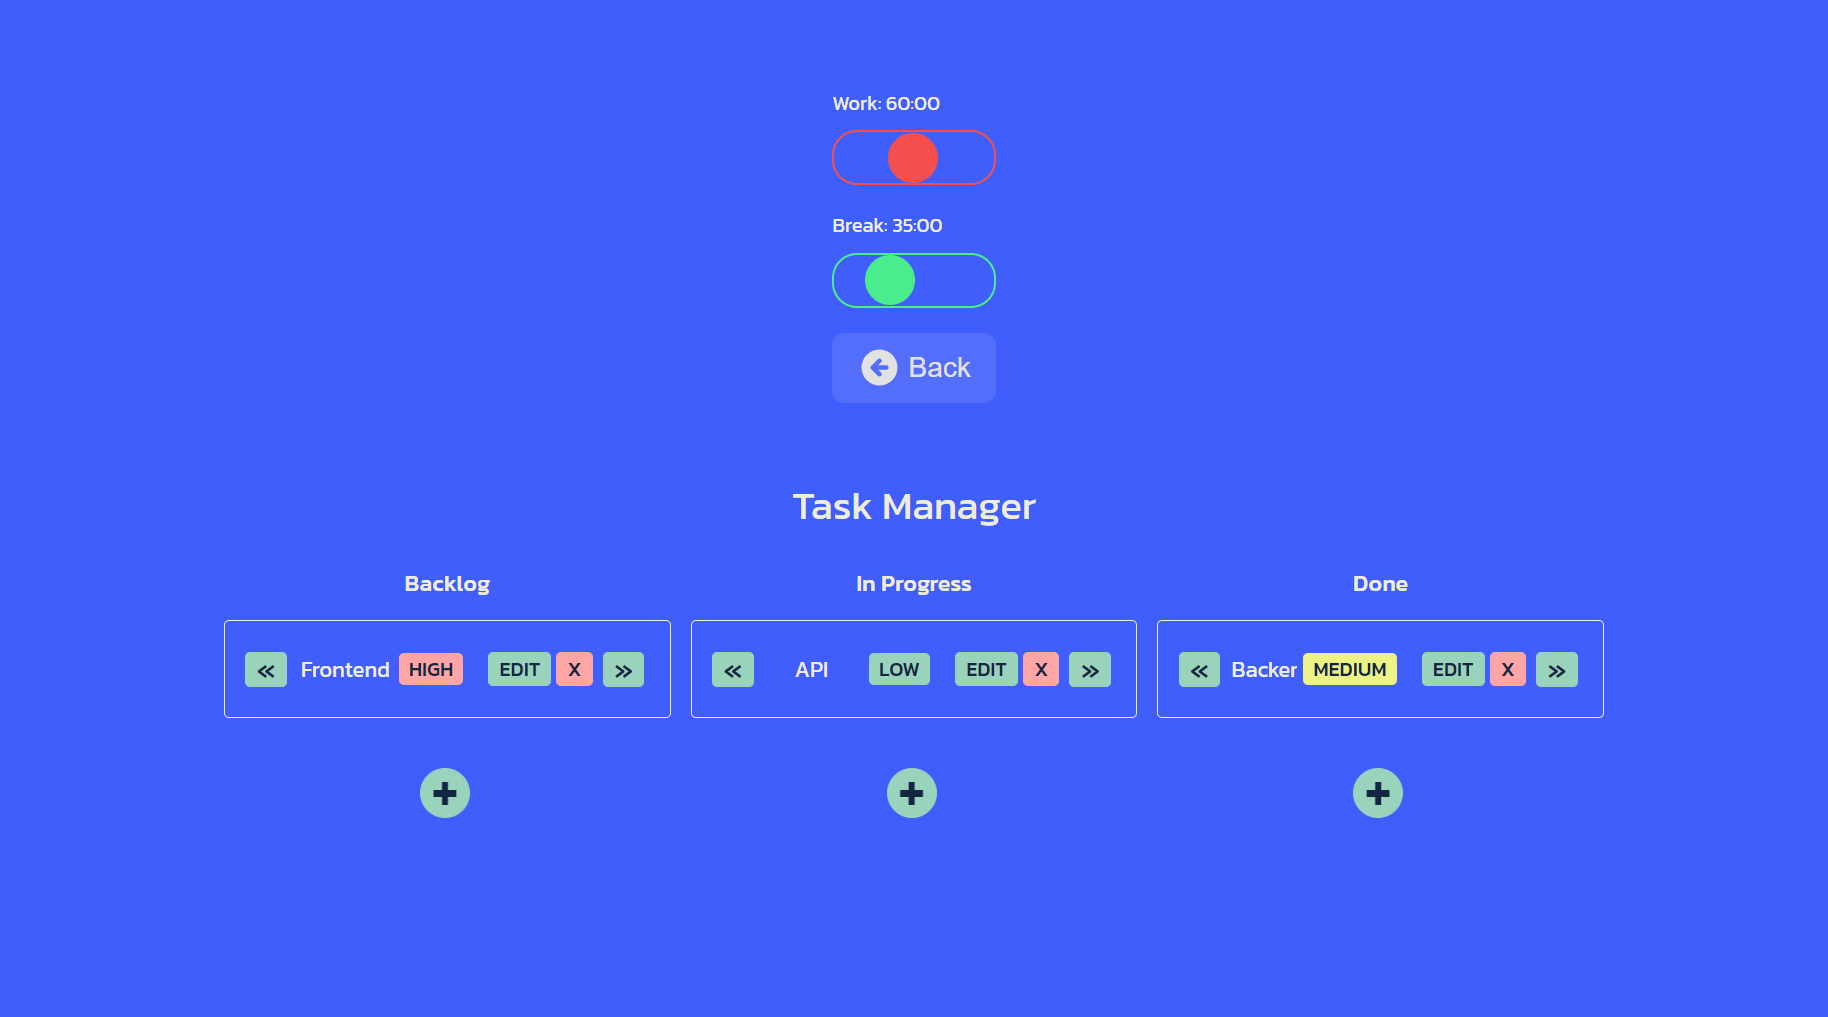 Work: 60:00
Break: 35:00
Back
Task Manager
Backlog In Progress Done
« Frontend HIGH EDIT X » « API LOW EDIT X » « Backer MEDIUM EDIT X »